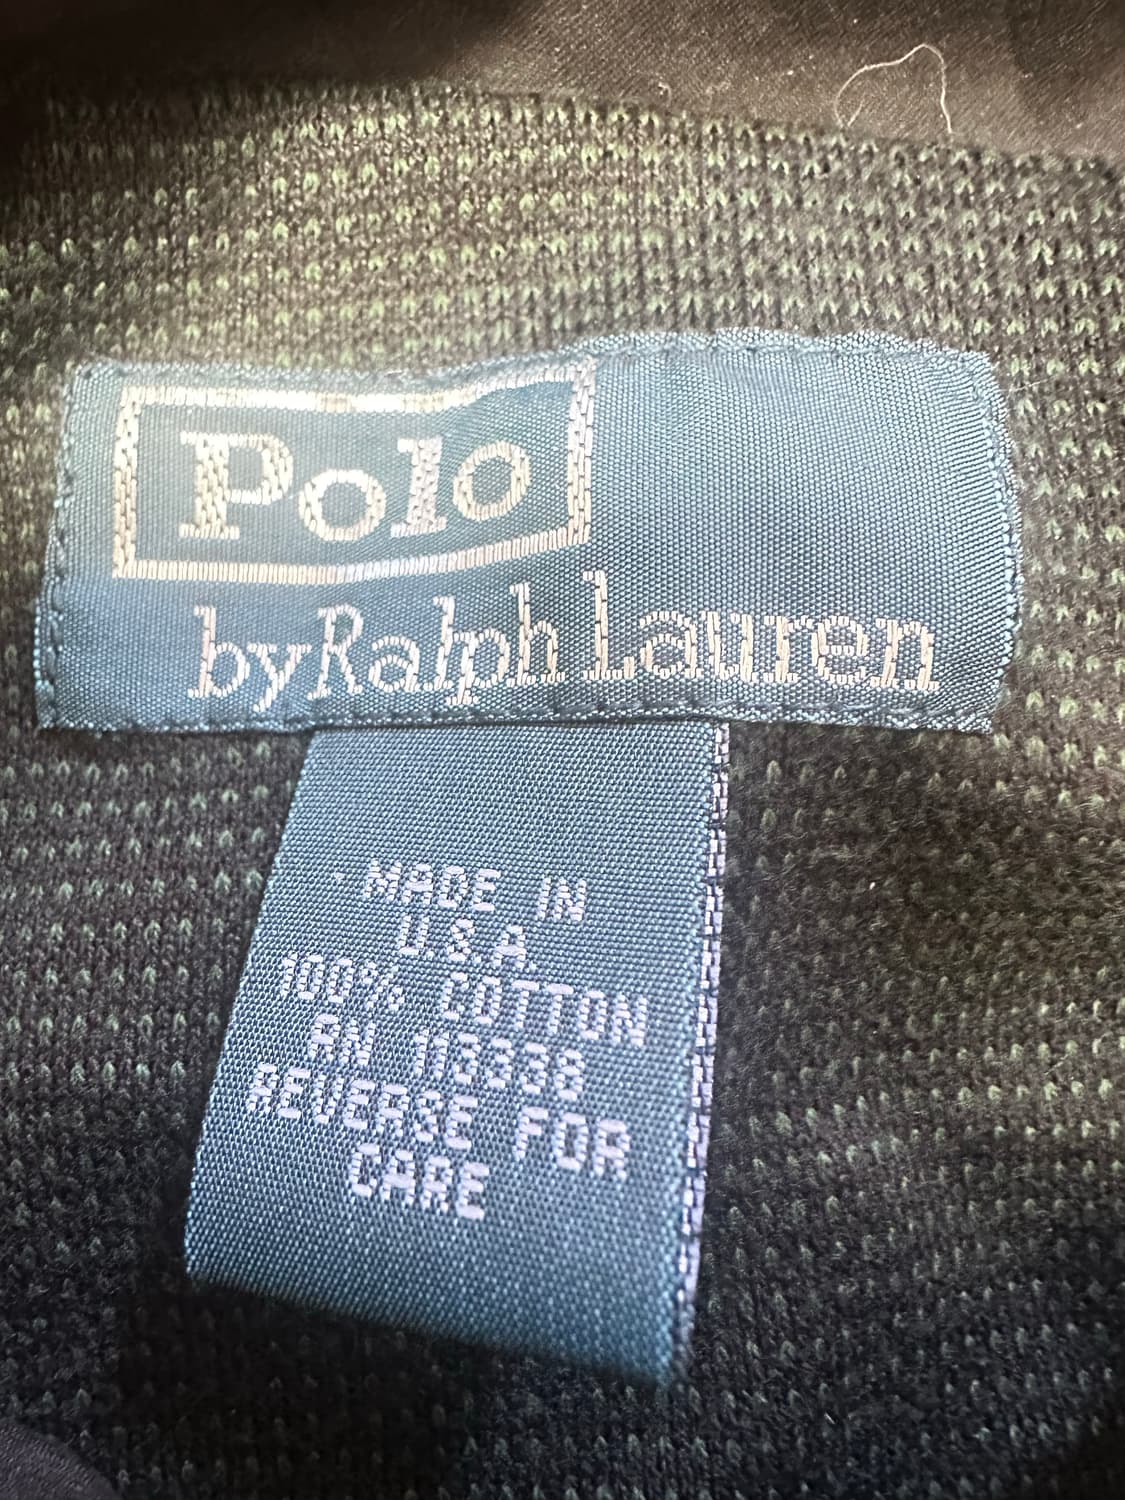 Polo
by Ralph Lauren
MADE IN
U.S.A.
100% COTTON
RN 113338
REVERSE FOR
CARE